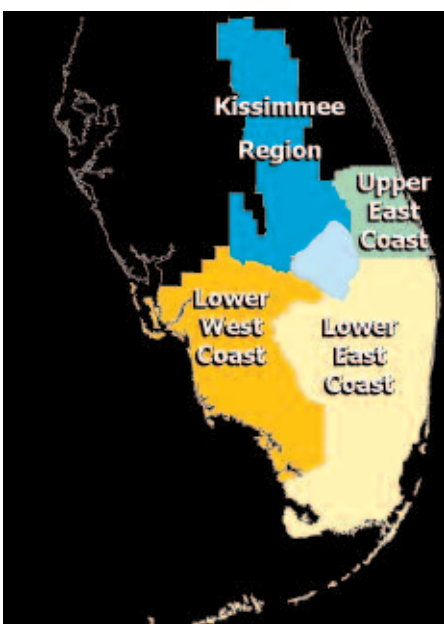 Kissimmee
Region
Upper
East
Coast
Lower
West
Coast
Lower
East
Coast